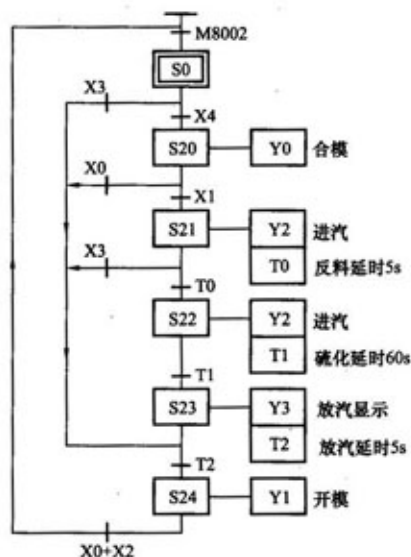 M8002
S0
X3
X4
S20 Y0 合模
X0
X1
S21 Y2 进汽
T0 反料延时5s
X3
T0
S22 Y2 进汽
T1 硫化延时60s
T1
S23 Y3 放汽显示
T2 放汽延时5s
T2
S24 Y1 开模
X0+X2